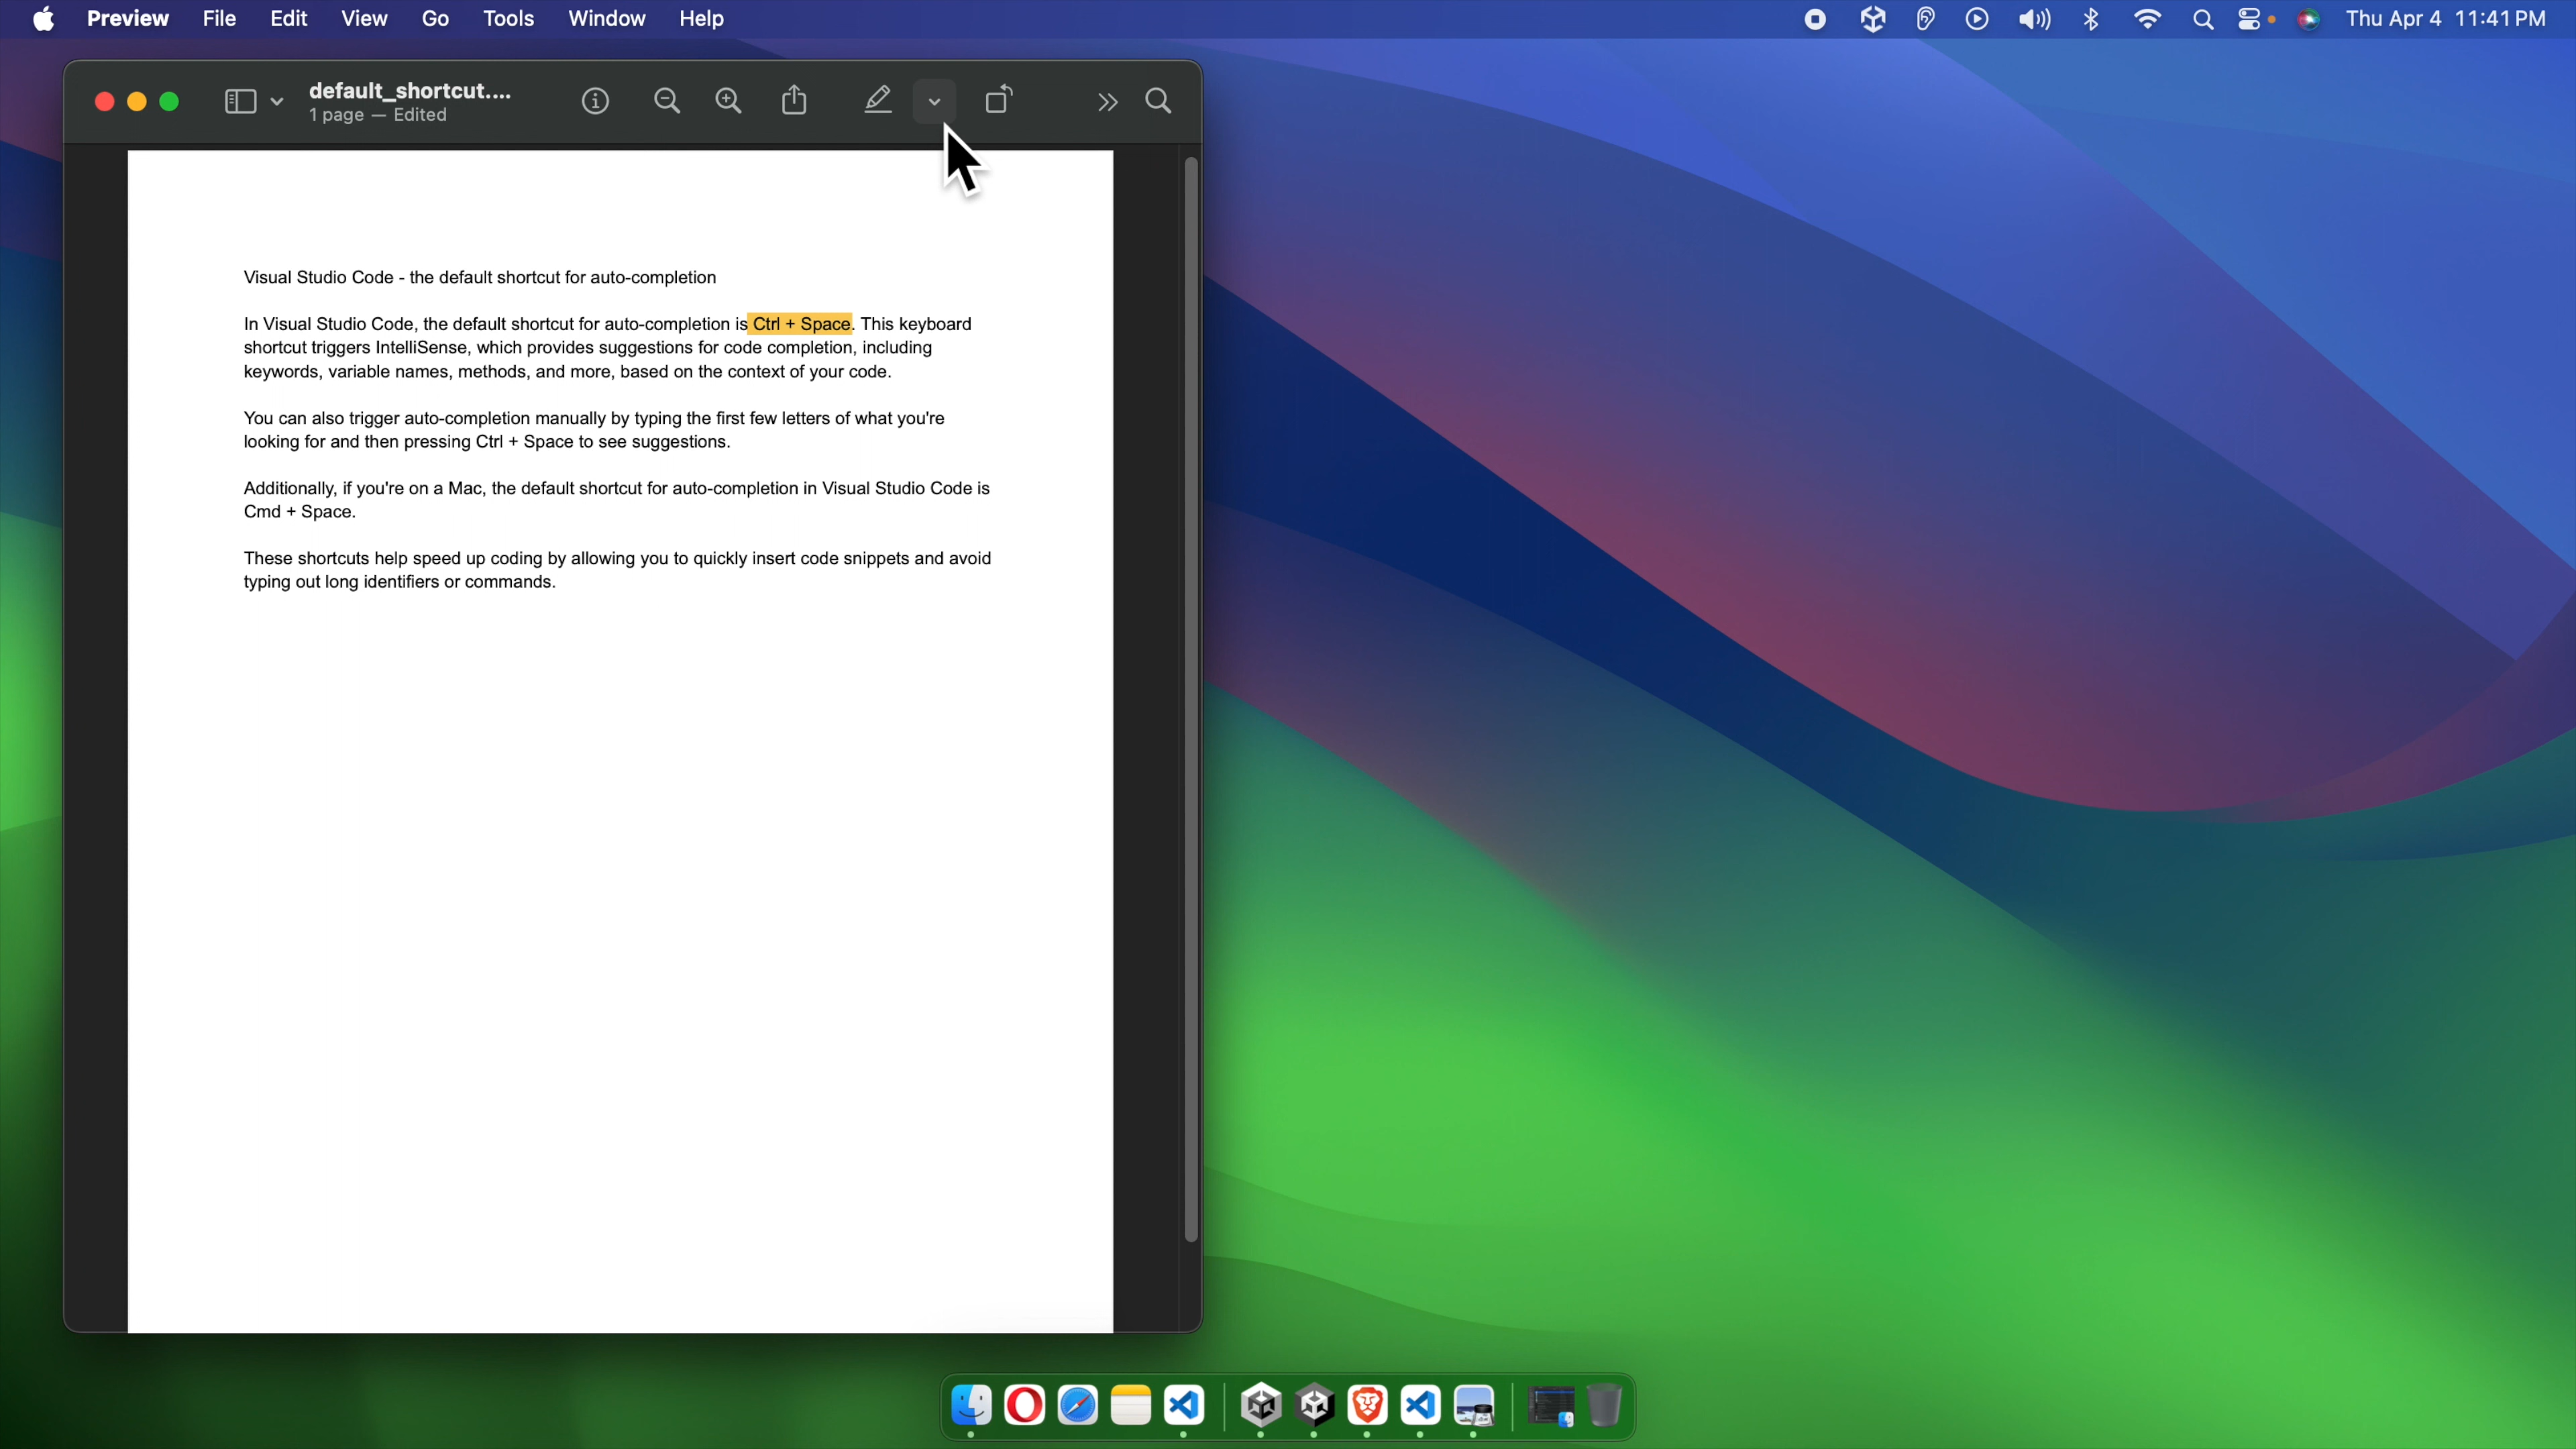 Preview File Edit View Go Tools Window Help Thu Apr 4 11:41 PM
default_shortcut....
1 page — Edited
Visual Studio Code - the default shortcut for auto-completion
In Visual Studio Code, the default shortcut for auto-completion is Ctrl + Space. This keyboard
shortcut triggers IntelliSense, which provides suggestions for code completion, including
keywords, variable names, methods, and more, based on the context of your code.
You can also trigger auto-completion manually by typing the first few letters of what you're
looking for and then pressing Ctrl + Space to see suggestions.
Additionally, if you're on a Mac, the default shortcut for auto-completion in Visual Studio Code is
Cmd + Space.
These shortcuts help speed up coding by allowing you to quickly insert code snippets and avoid
typing out long identifiers or commands.